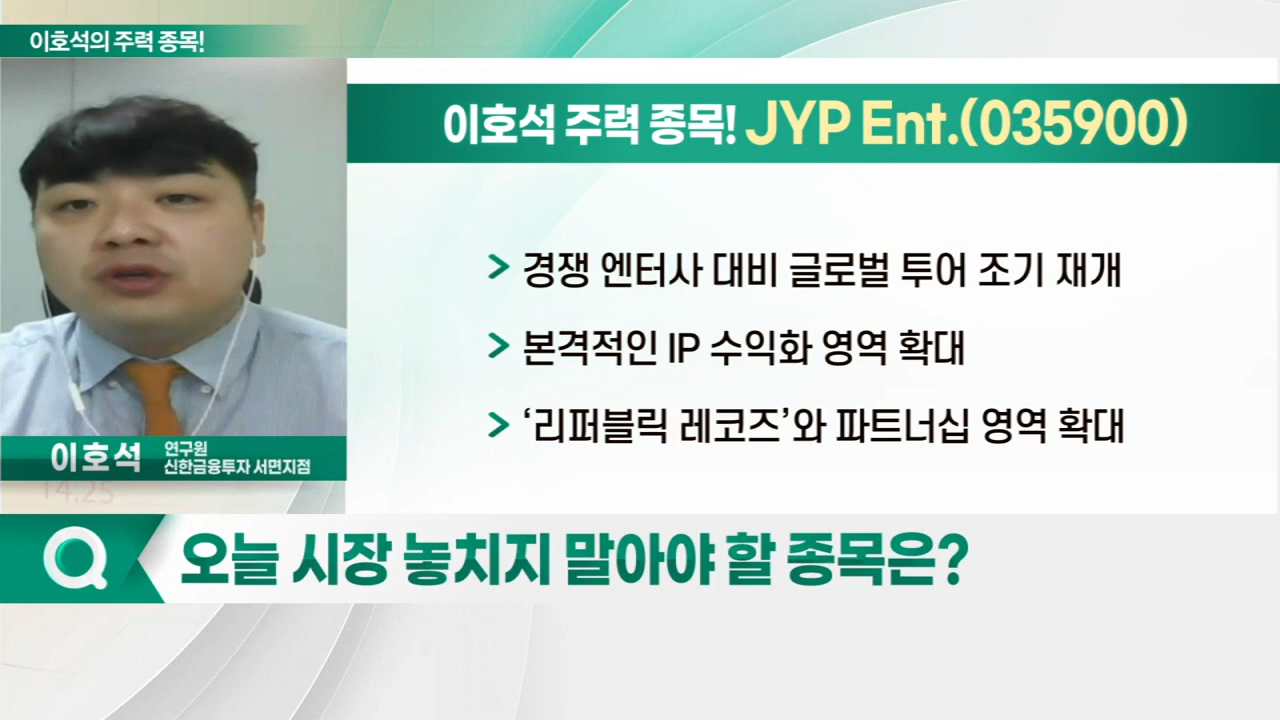 이호석의 주력 종목!
이호석 주력 종목! JYP Ent.(035900)
> 경쟁 엔터사 대비 글로벌 투어 조기 재개
> 본격적인 IP 수익화 영역 확대
> ‘리퍼블릭 레코즈’와 파트너십 영역 확대
이호석 연구원
신한금융투자 서면지점
14:25
Q 오늘 시장 놓치지 말아야 할 종목은?